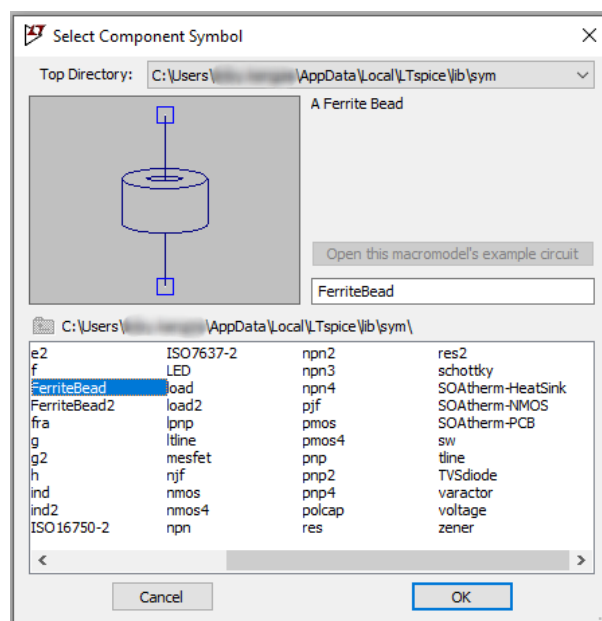 Select Component Symbol
Top Directory: C:\Users\ \AppData\Local\LTspice\lib\sym
A Ferrite Bead
Open this macromodel's example circuit
FerriteBead
C:\Users\ \AppData\Local\LTspice\lib\sym\
e2 ISO7637-2 npn2 res2
f LED npn3 schottky
FerriteBead load npn4 SOAtherm-HeatSink
FerriteBead2 load2 pjf SOAtherm-NMOS
fra lpnp pmos SOAtherm-PCB
g ltline pmos4 sw
g2 mesfet pnp tline
h njf pnp2 TVSdiode
ind nmos pnp4 varactor
ind2 nmos4 polcap voltage
ISO16750-2 npn res zener
Cancel OK